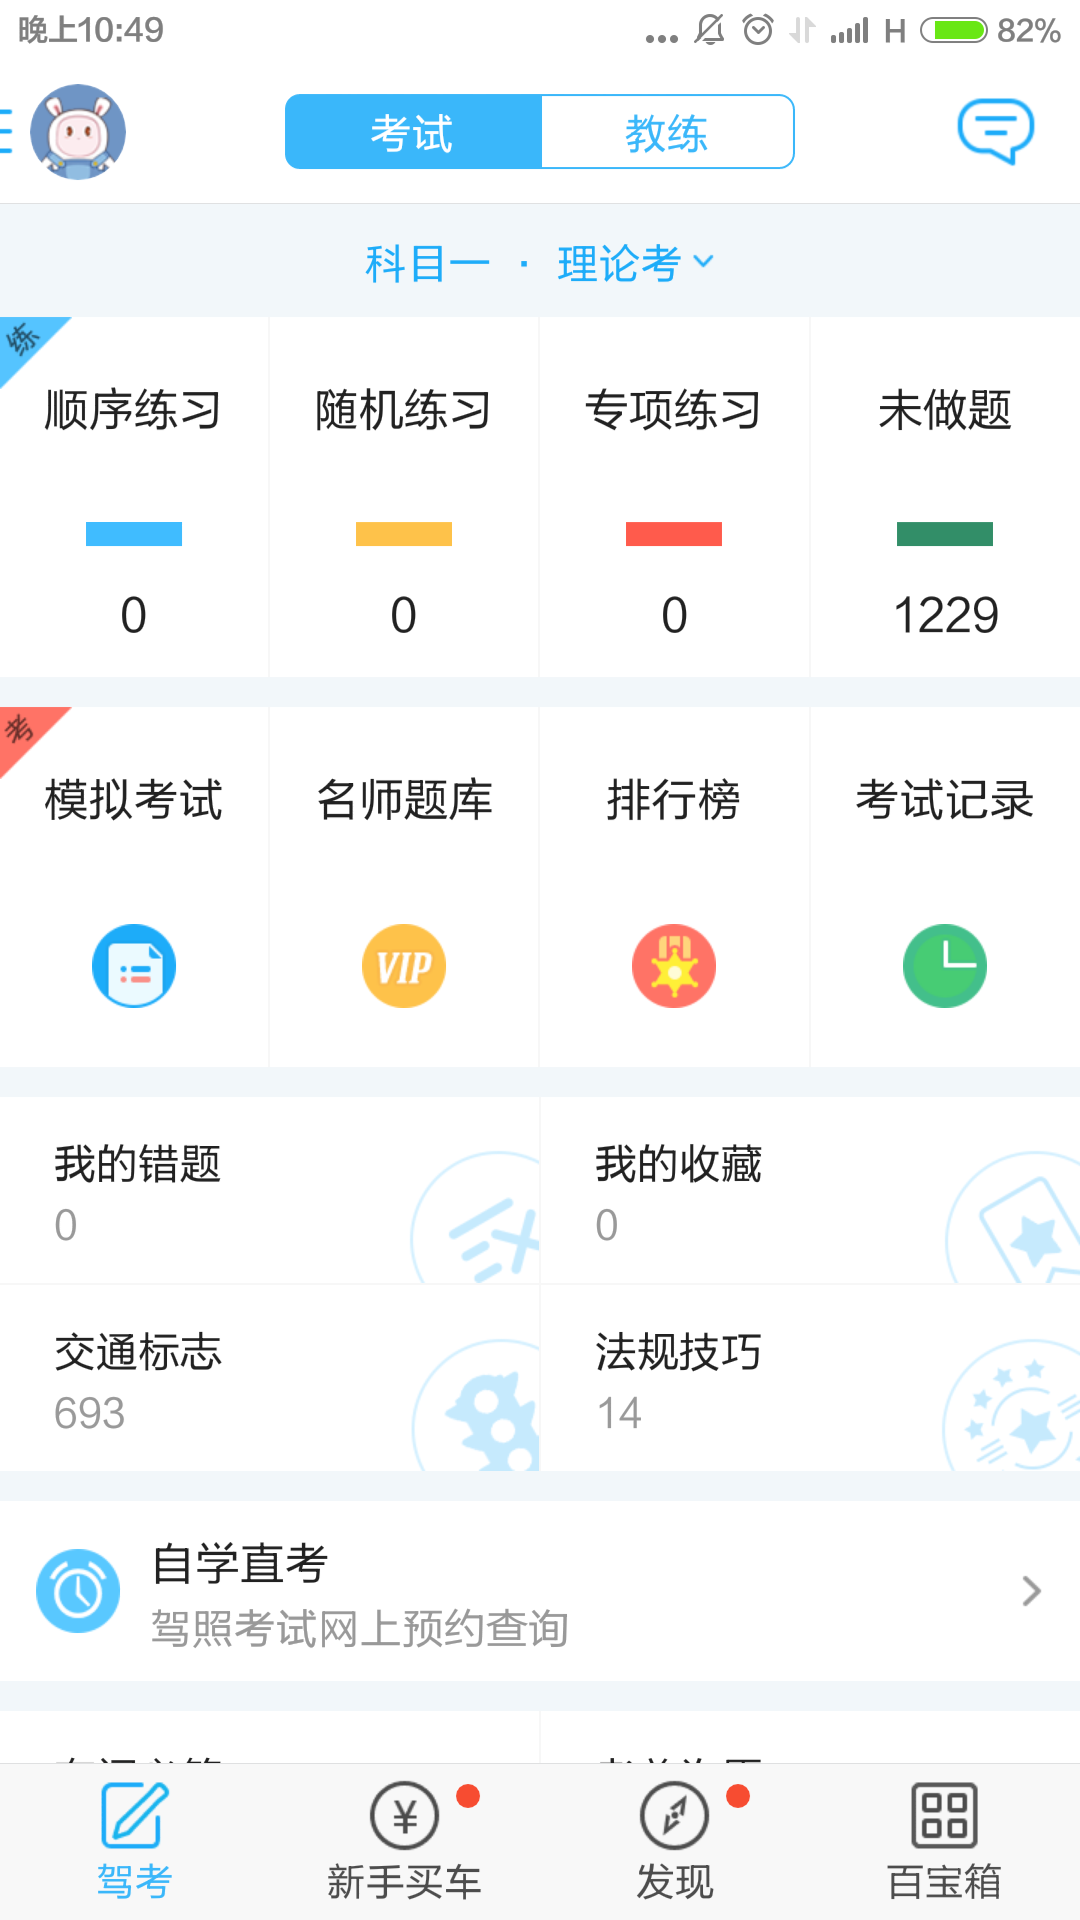 晚上10:49 ... H 82%
考试 教练
科目一 · 理论考
练
顺序练习 随机练习 专项练习 未做题
0 0 0 1229
考
模拟考试 名师题库 排行榜 考试记录
VIP
我的错题 我的收藏
0 0
交通标志 法规技巧
693 14
自学直考
驾照考试网上预约查询
驾考 新手买车 发现 百宝箱